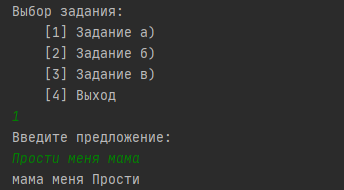 Выбор задания:
[1] Задание а)
[2] Задание б)
[3] Задание в)
[4] Выход
1
Введите предложение:
Прости меня мама
мама меня Прости